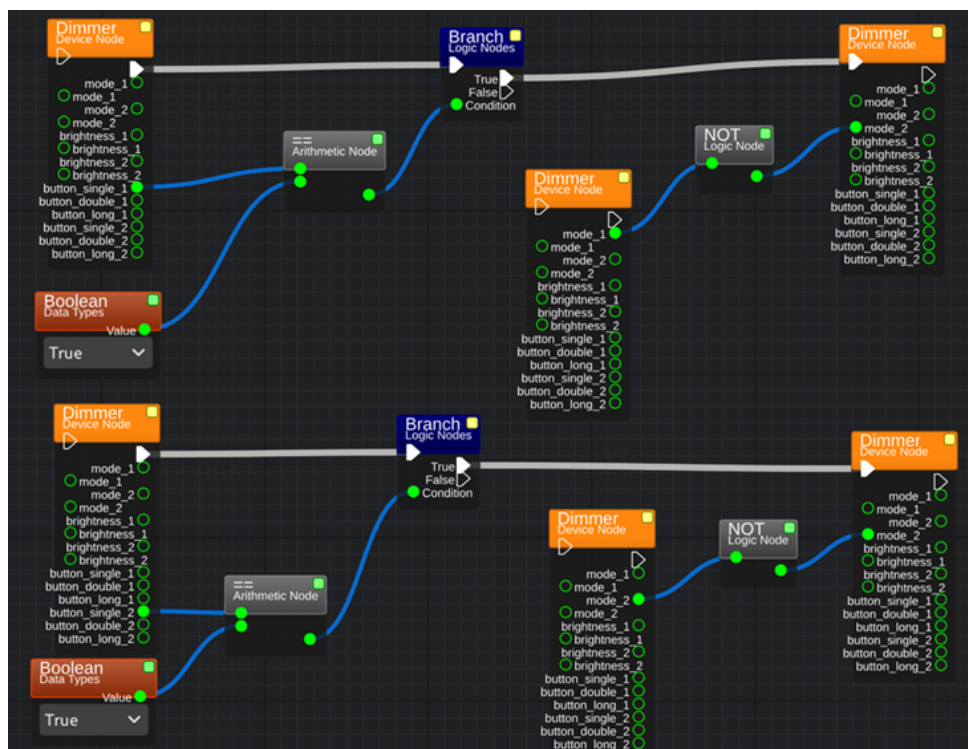 Dimmer
Device Node
mode_1
mode_1
mode_2
mode_2
brightness_1
brightness_1
brightness_2
brightness_2
button_single_1
button_double_1
button_long_1
button_single_2
button_double_2
button_long_2
Branch
Logic Nodes
True
False
Condition
==
Arithmetic Node
Boolean
Data Types
Value
True
Dimmer
Device Node
mode_1
mode_1
mode_2
mode_2
brightness_1
brightness_1
brightness_2
brightness_2
button_single_1
button_double_1
button_long_1
button_single_2
button_double_2
button_long_2
NOT
Logic Node
Dimmer
Device Node
mode_1
mode_1
mode_2
mode_2
brightness_1
brightness_1
brightness_2
brightness_2
button_single_1
button_double_1
button_long_1
button_single_2
button_double_2
button_long_2
Dimmer
Device Node
mode_1
mode_1
mode_2
mode_2
brightness_1
brightness_1
brightness_2
brightness_2
button_single_1
button_double_1
button_long_1
button_single_2
button_double_2
button_long_2
Branch
Logic Nodes
True
False
Condition
==
Arithmetic Node
Boolean
Data Types
Value
True
Dimmer
Device Node
mode_1
mode_1
mode_2
mode_2
brightness_1
brightness_1
brightness_2
brightness_2
button_single_1
button_double_1
button_long_1
button_single_2
button_double_2
button_long_2
NOT
Logic Node
Dimmer
Device Node
mode_1
mode_1
mode_2
mode_2
brightness_1
brightness_1
brightness_2
brightness_2
button_single_1
button_double_1
button_long_1
button_single_2
button_double_2
button_long_2